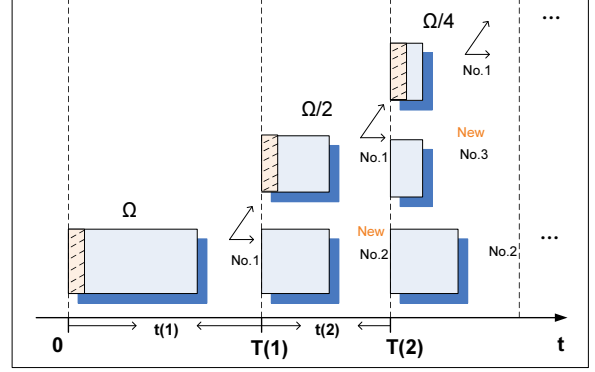 Ω/4
...
No.1
Ω/2
New
No.1
No.3
Ω
New
No.1
No.2
No.2
...
t(1)
t(2)
0
T(1)
T(2)
t